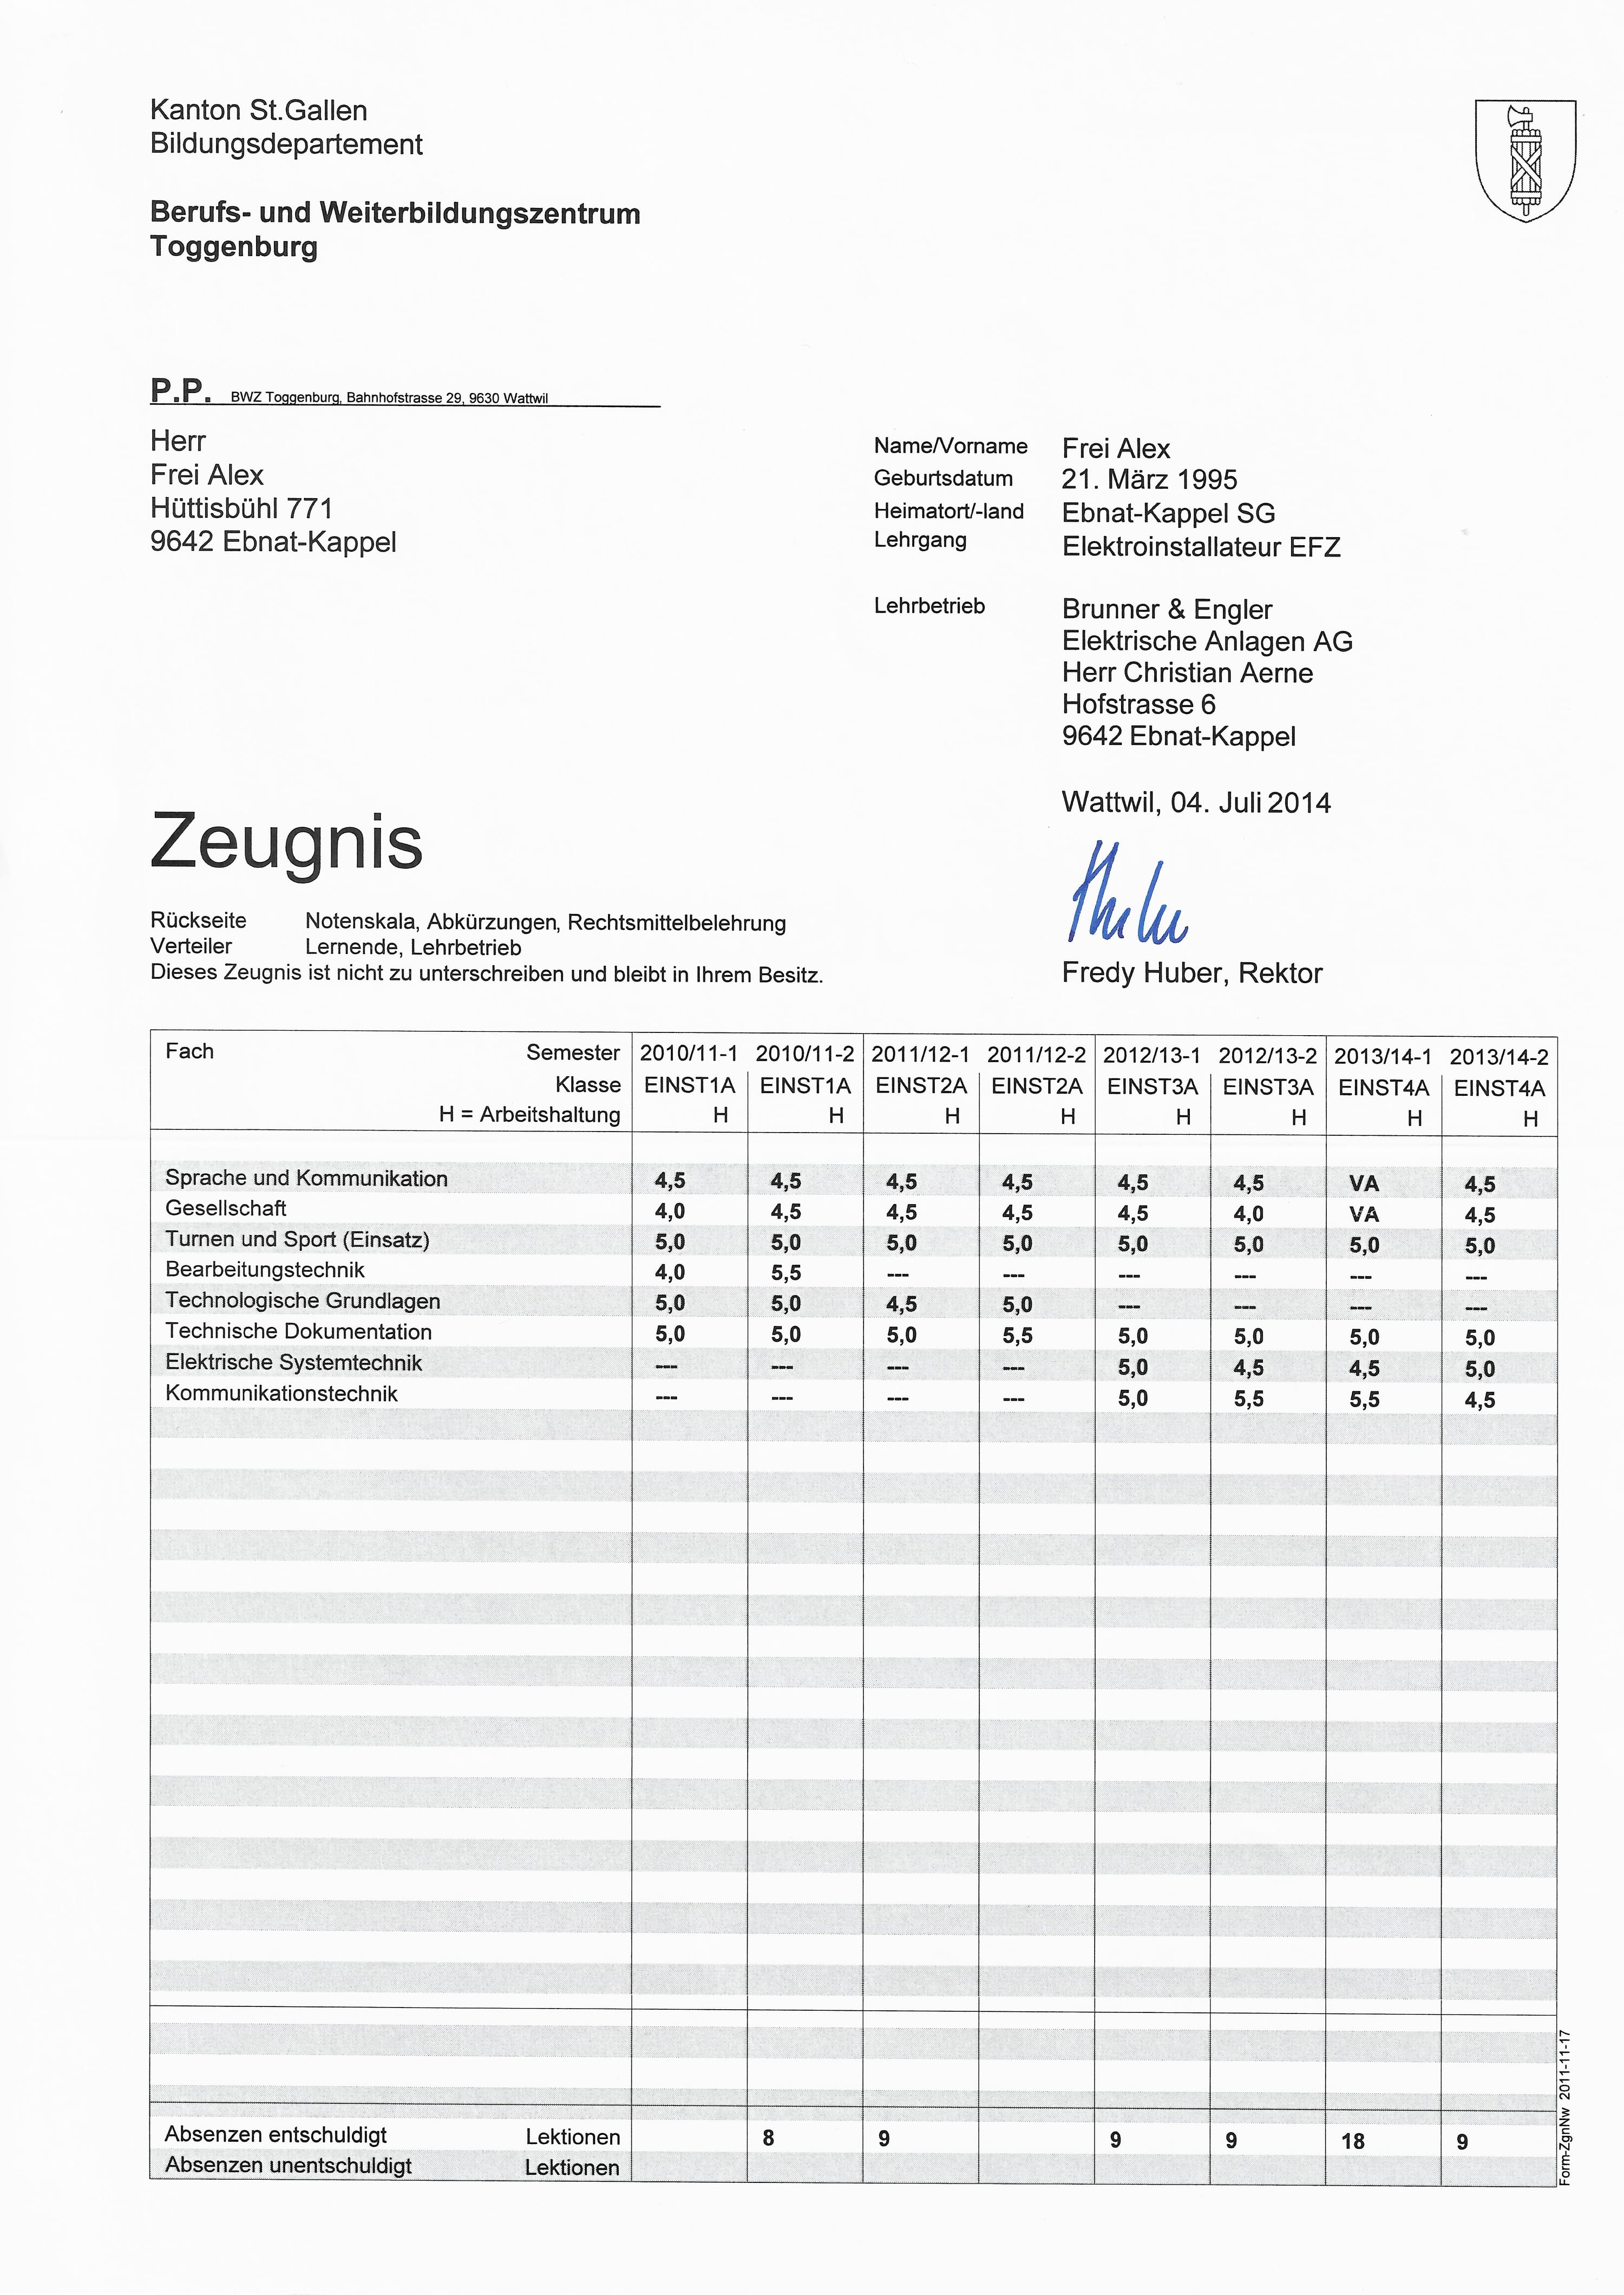 Kanton St.Gallen
Bildungsdepartement
Berufs- und Weiterbildungszentrum
Toggenburg
P.P. BWZ Toggenburg, Bahnhofstrasse 29, 9630 Wattwil
Herr
Frei Alex
Hüttisbühl 771
9642 Ebnat-Kappel
Name/Vorname Frei Alex
Geburtsdatum 21. März 1995
Heimatort/-land Ebnat-Kappel SG
Lehrgang Elektroinstallateur EFZ
Lehrbetrieb Brunner & Engler
Elektrische Anlagen AG
Herr Christian Aerne
Hofstrasse 6
9642 Ebnat-Kappel
Wattwil, 04. Juli 2014
Zeugnis
Rückseite Notenskala, Abkürzungen, Rechtsmittelbelehrung
Verteiler Lernende, Lehrbetrieb
Dieses Zeugnis ist nicht zu unterschreiben und bleibt in Ihrem Besitz.
Huber
Fredy Huber, Rektor
Fach Semester 2010/11-1 2010/11-2 2011/12-1 2011/12-2 2012/13-1 2012/13-2 2013/14-1 2013/14-2
Klasse EINST1A EINST1A EINST2A EINST2A EINST3A EINST3A EINST4A EINST4A
H = Arbeitshaltung H H H H H H H H
Sprache und Kommunikation 4,5 4,5 4,5 4,5 4,5 4,5 VA 4,5
Gesellschaft 4,0 4,5 4,5 4,5 4,5 4,0 VA 4,5
Turnen und Sport (Einsatz) 5,0 5,0 5,0 5,0 5,0 5,0 5,0 5,0
Bearbeitungstechnik 4,0 5,5 --- --- --- --- --- ---
Technologische Grundlagen 5,0 5,0 4,5 5,0 --- --- --- ---
Technische Dokumentation 5,0 5,0 5,0 5,5 5,0 5,0 5,0 5,0
Elektrische Systemtechnik --- --- --- --- 5,0 4,5 4,5 5,0
Kommunikationstechnik --- --- --- --- 5,0 5,5 5,5 4,5
Absenzen entschuldigt Lektionen 8 9 9 9 18 9
Absenzen unentschuldigt Lektionen
Form-ZgnNw 2011-11-17